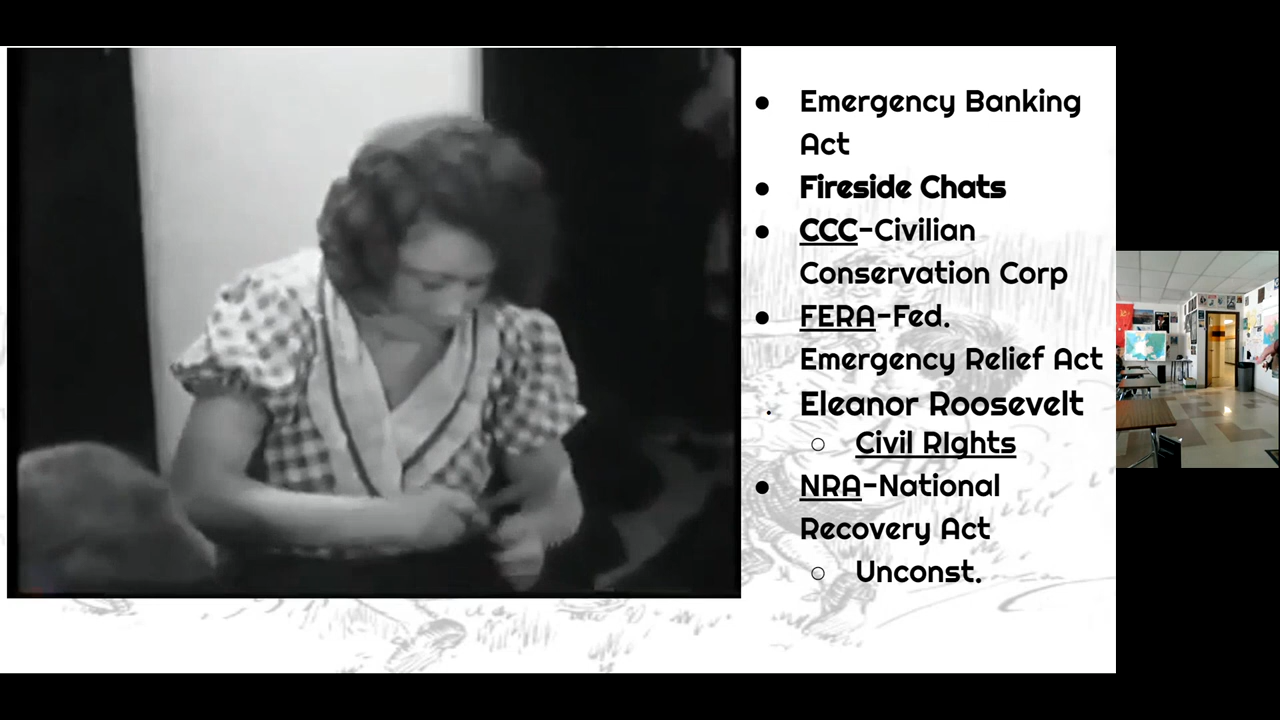 ● Emergency Banking
Act
● Fireside Chats
● CCC-Civilian
Conservation Corp
● FERA-Fed.
Emergency Relief Act
. Eleanor Roosevelt
○ Civil RIghts
● NRA-National
Recovery Act
○ Unconst.